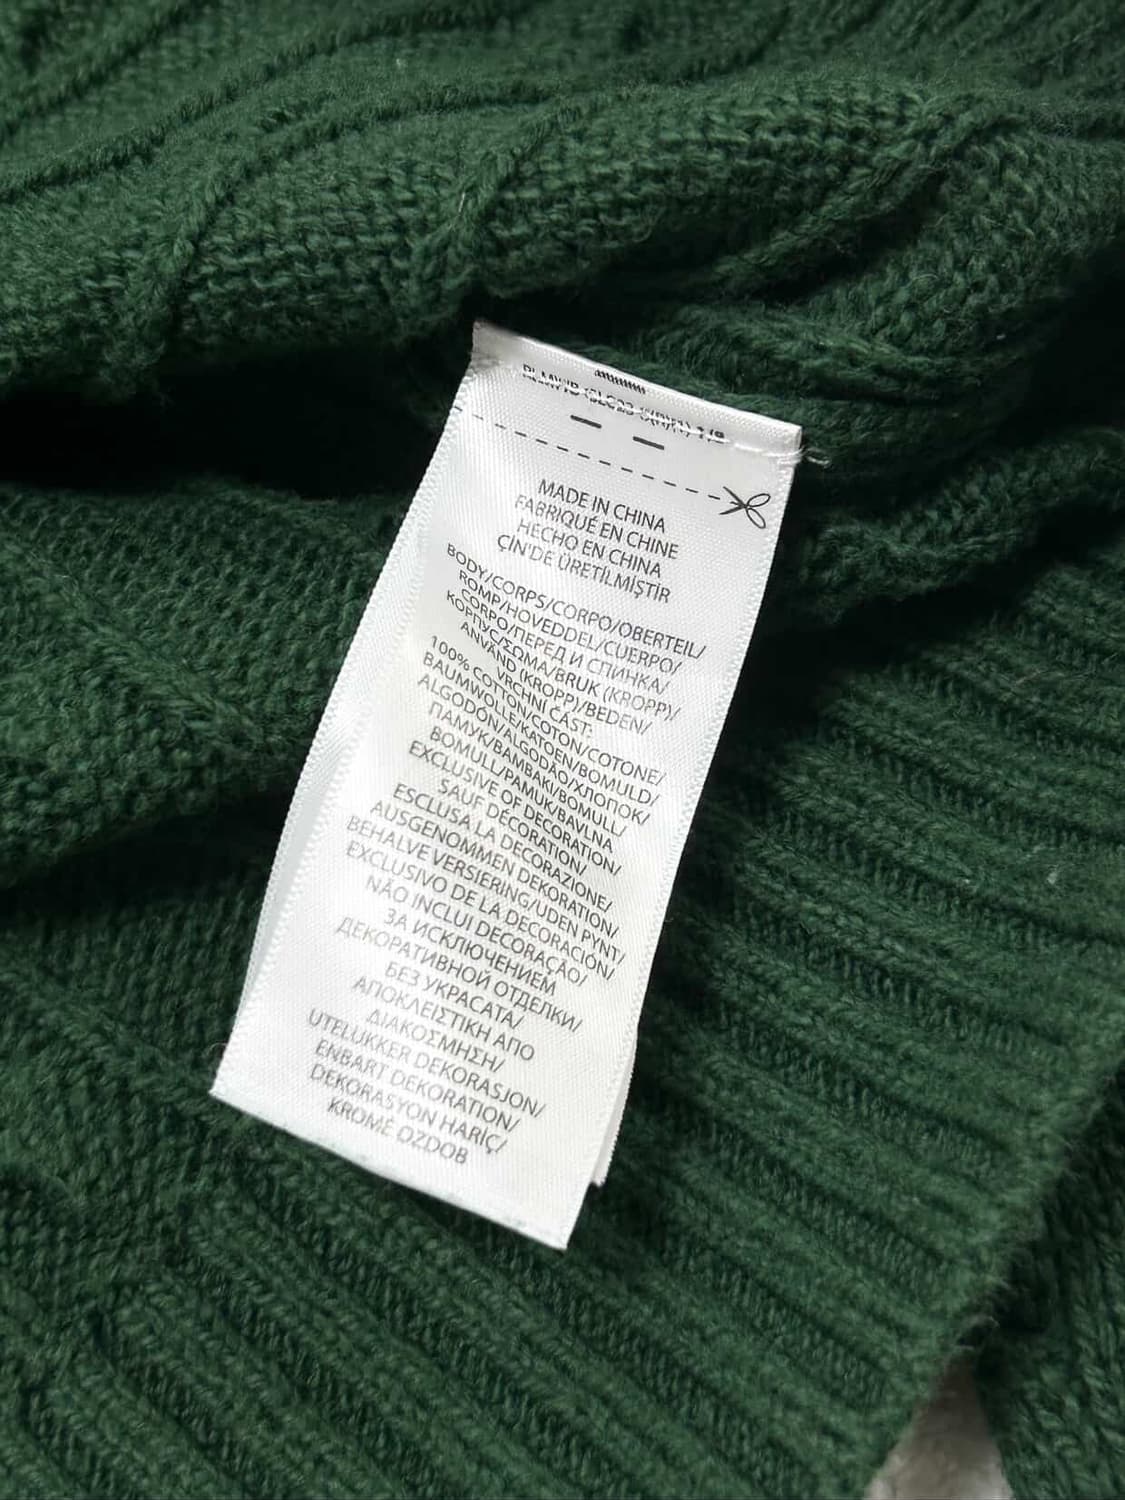 MADE IN CHINA
FABRIQUÉ EN CHINE
HECHO EN CHINA
ÇİN'DE ÜRETİLMİŞTİR
BODY/CORPS/CORPO/OBERTEIL/
ROMP/HOVEDDEL/CUERPO/
CORPO/ПЕРЕД И СПИНКА/
КОРПУС/ΣΩΜΑ/BRUK (KROPP)/
ANVÄND (KROPP)/BEDEN/
VRCHNÍ ČÁST:
100% COTTON/COTON/COTONE/
BAUMWOLLE/KATOEN/BOMULD/
ALGODÓN/ALGODÃO/ХЛОПОК/
ПАМУК/ΒΑΜΒΑΚΙ/BOMULL/
BOMULL/PAMUK/BAVLNA
EXCLUSIVE OF DECORATION/
SAUF DÉCORATION/
ESCLUSA LA DECORAZIONE/
AUSGENOMMEN DEKORATION/
BEHALVE VERSIERING/UDEN PYNT/
EXCLUSIVO DE LA DECORACIÓN/
NÃO INCLUI DECORAÇÃO/
ЗА ИСКЛЮЧЕНИЕМ
ДЕКОРАТИВНОЙ ОТДЕЛКИ/
БЕЗ УКРАСАТА/
ΑΠΟΚΛΕΙΣΤΙΚΗ ΑΠΟ
ΔΙΑΚΟΣΜΗΣΗ/
UTELUKKER DEKORASJON/
ENBART DEKORATION/
DEKORASYON HARİÇ/
KROMĚ OZDOB